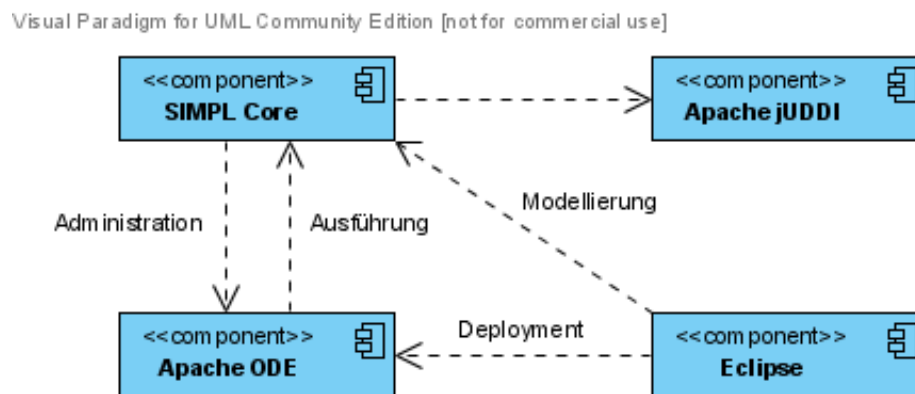 Visual Paradigm for UML Community Edition [not for commercial use]
<<component>>
SIMPL Core
<<component>>
Apache jUDDI
Modellierung
Administration
Ausführung
Deployment
<<component>>
Apache ODE
<<component>>
Eclipse